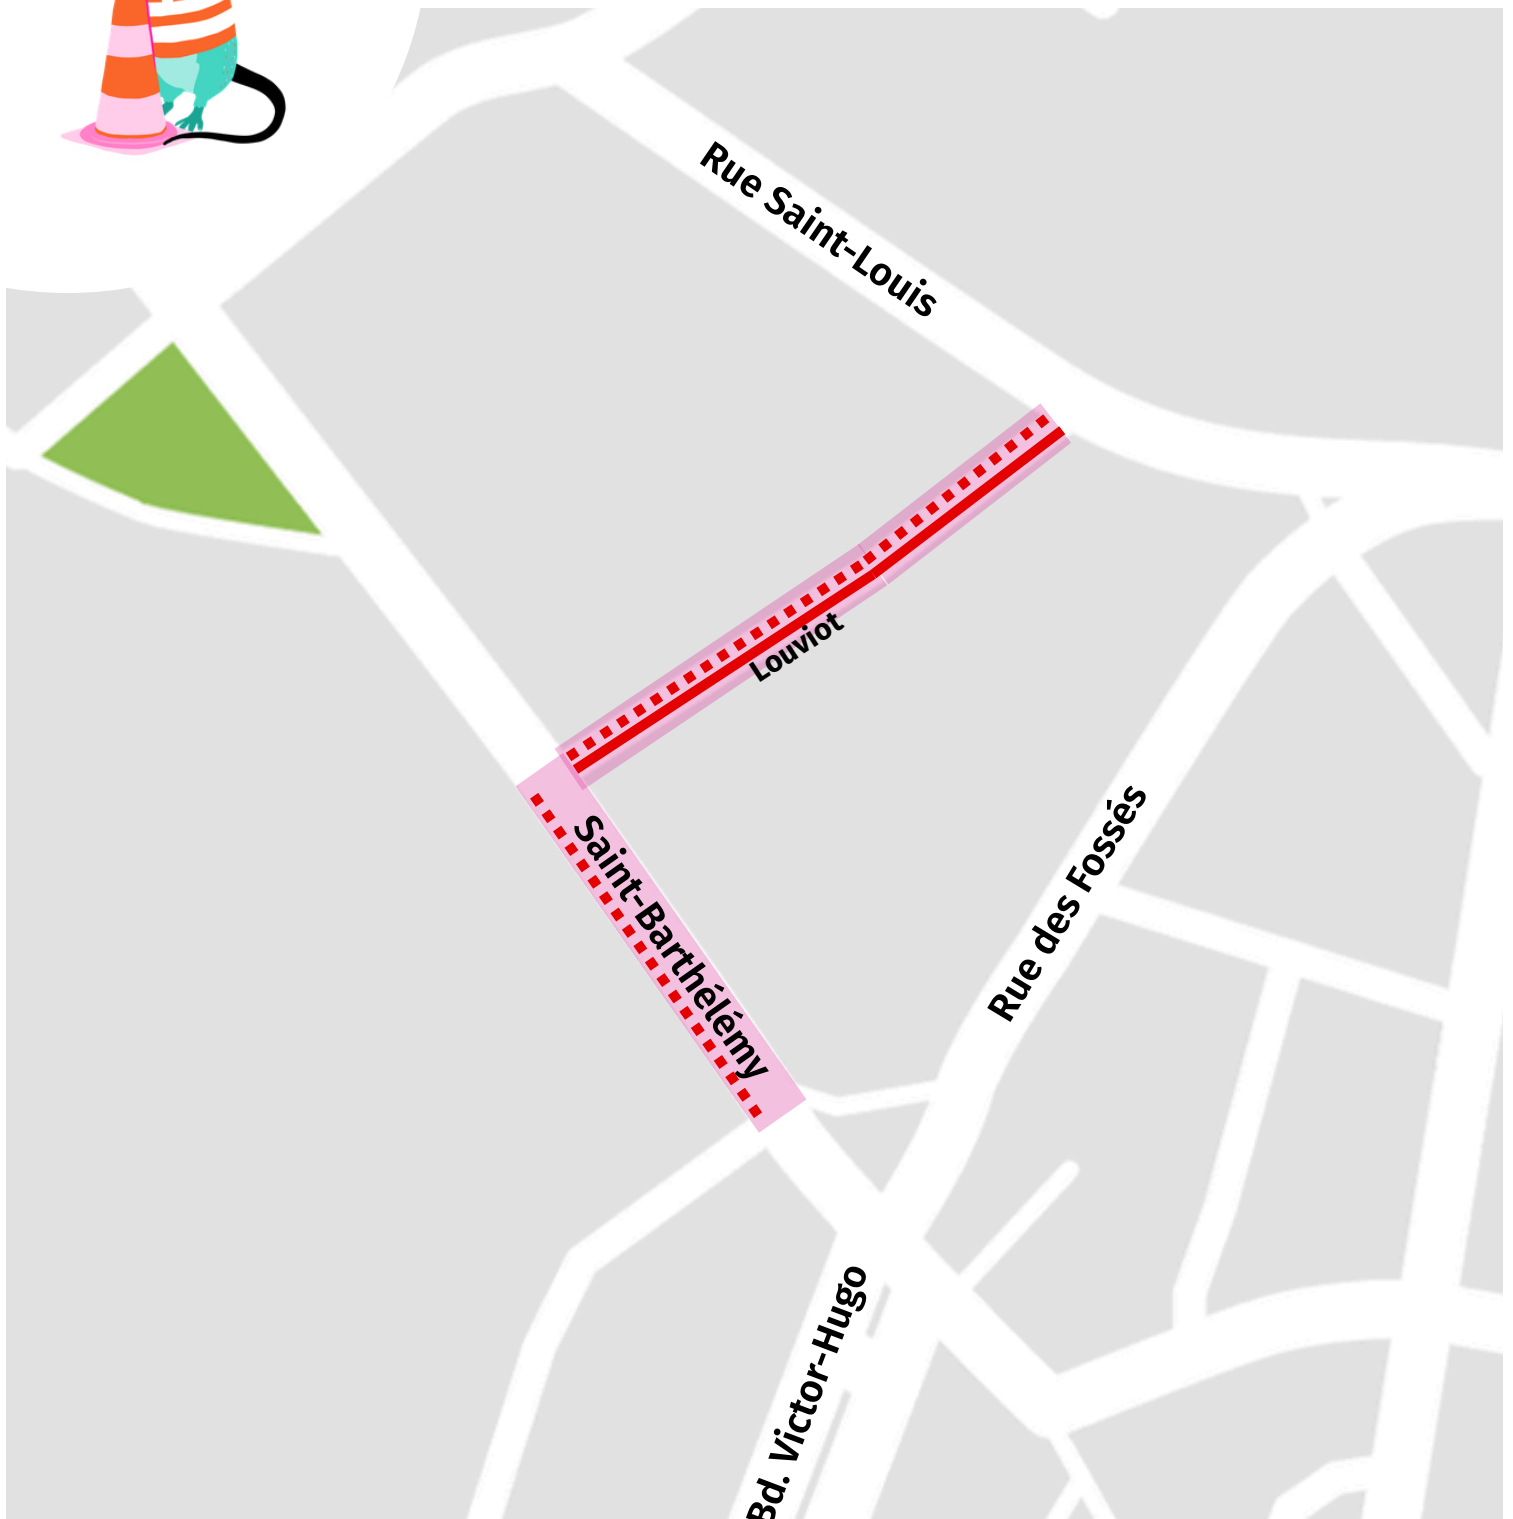 Rue Saint-Louis
Louviot
Saint-Barthélémy
Rue des Fossés
Bd. Victor-Hugo